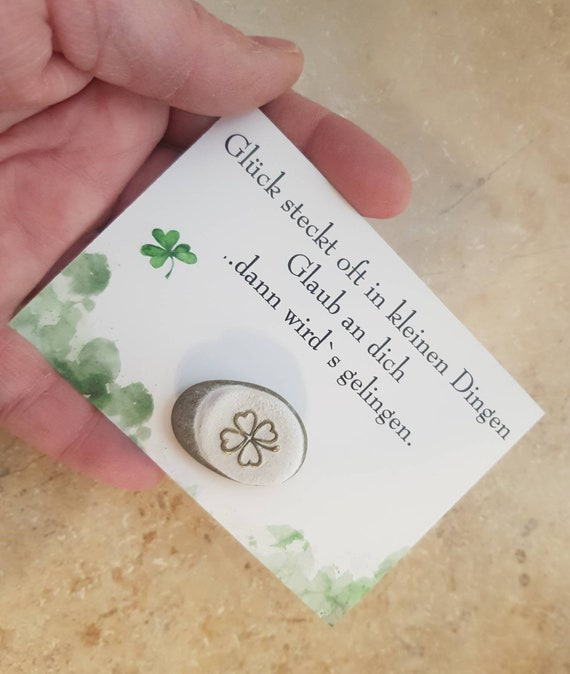 Glück steckt oft in kleinen Dingen
Glaub an dich
..dann wird`s gelingen.